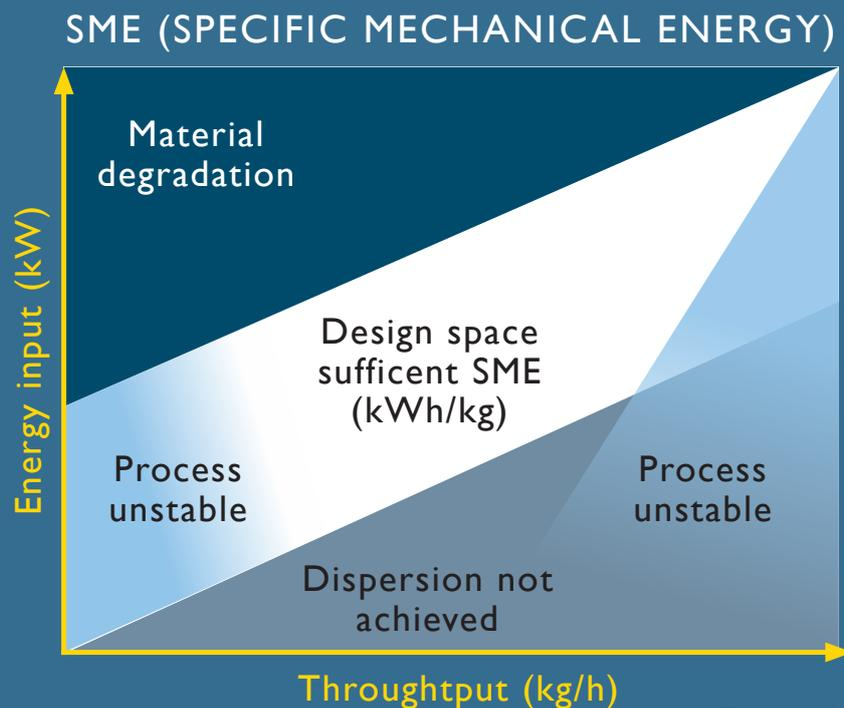 SME (SPECIFIC MECHANICAL ENERGY)
Material
degradation
Energy input (kW)
Design space
sufficent SME
(kWh/kg)
Process
unstable
Process
unstable
Dispersion not
achieved
Throughtput (kg/h)